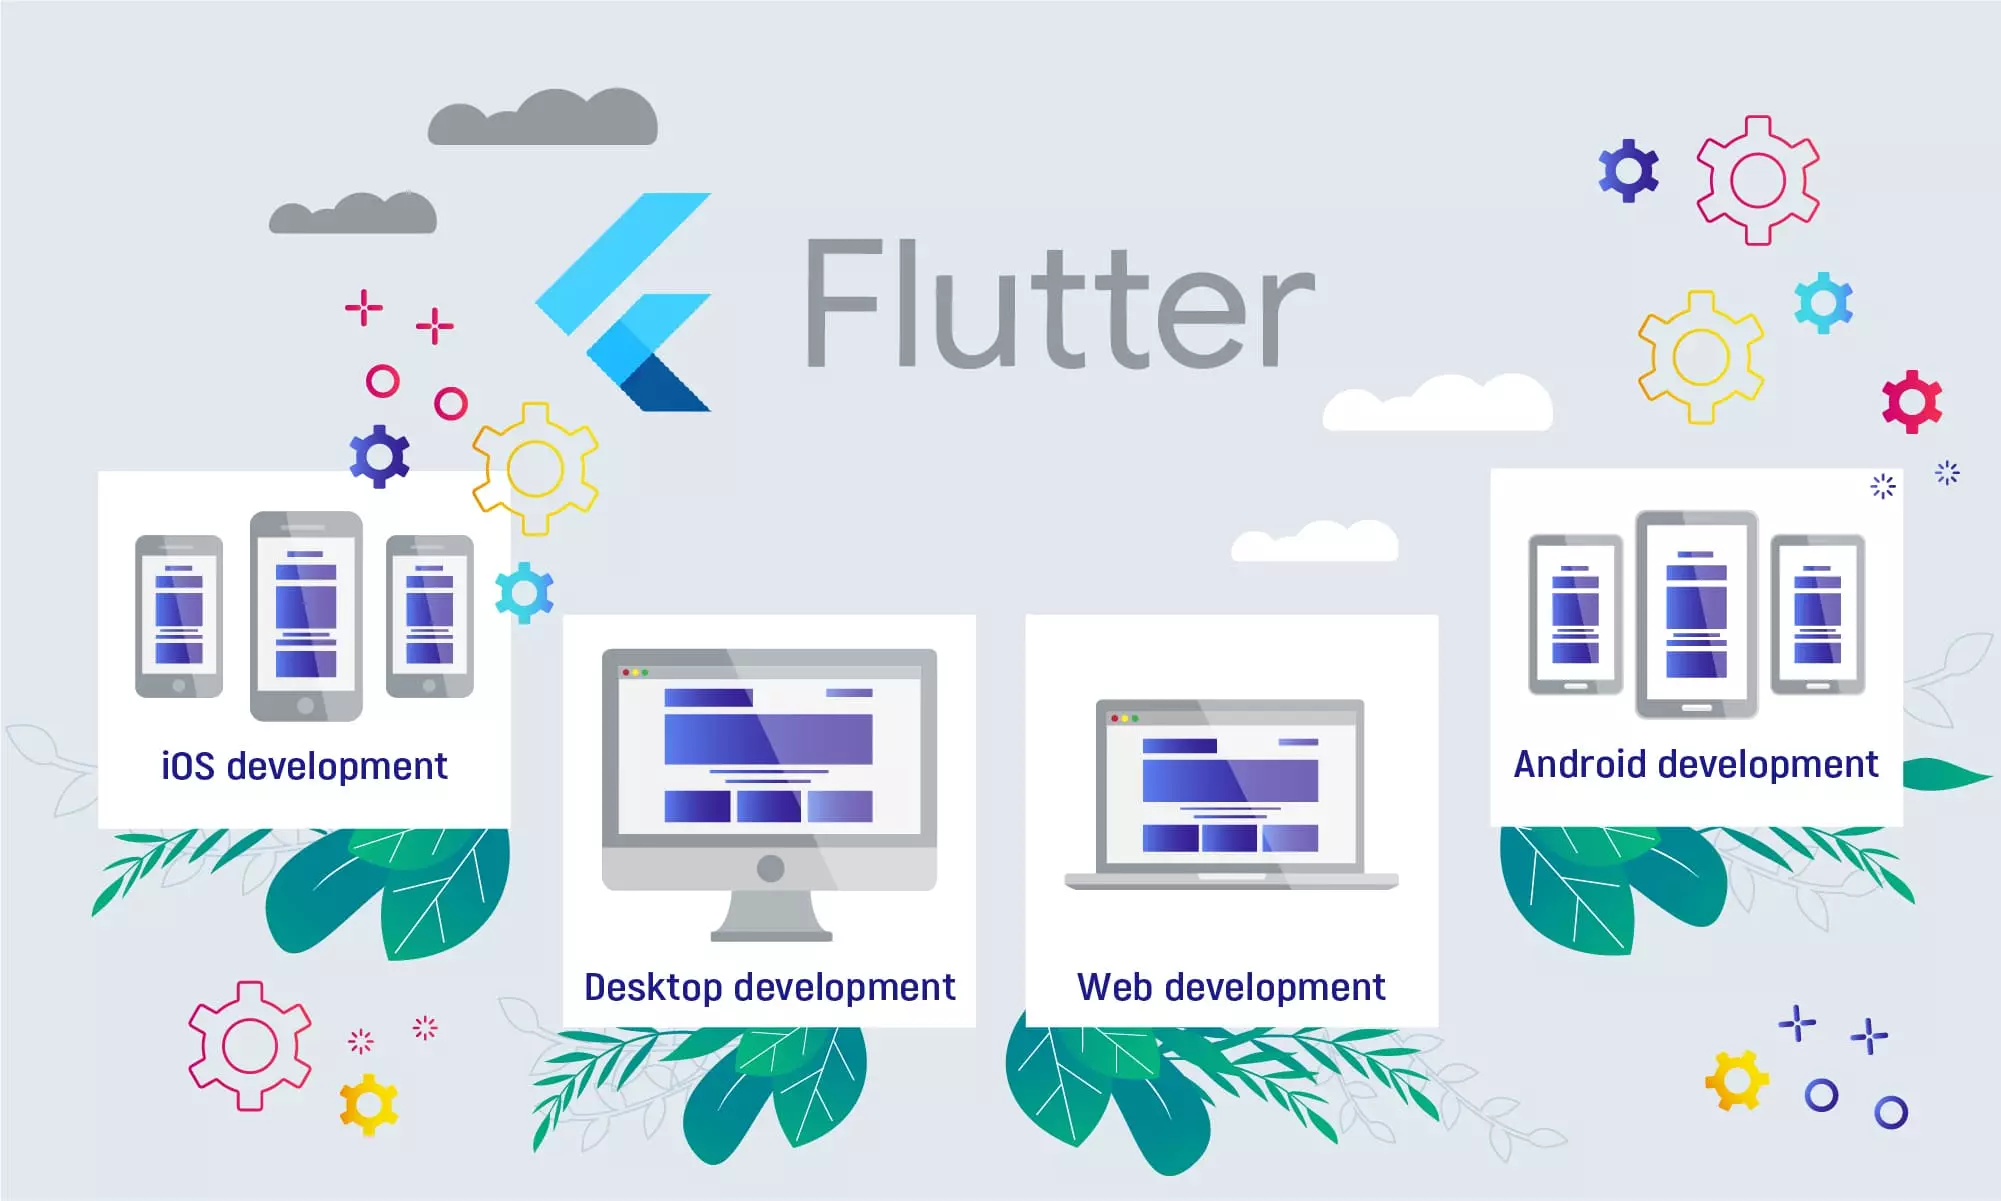 Flutter
iOS development
Desktop development
Web development
Android development